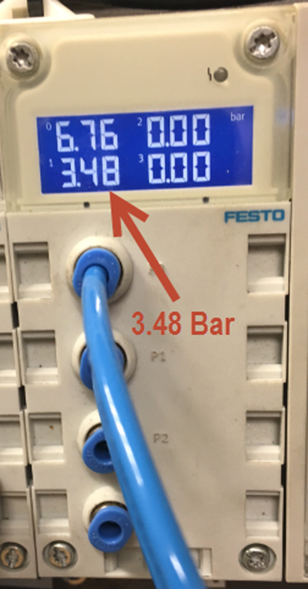 0 6.76 2 0.00 bar
1 3.48 3 0.00
FESTO
3.48 Bar
P1
P2